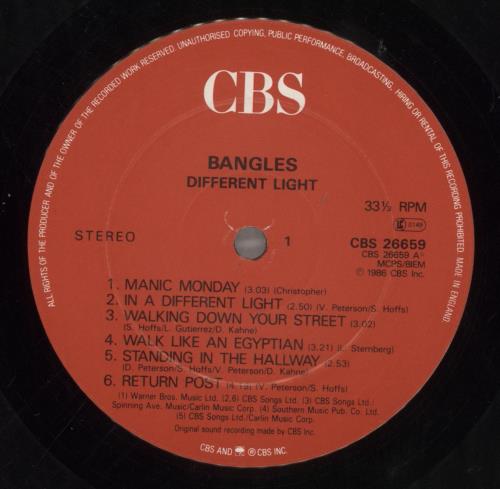 ALL RIGHTS OF THE PRODUCER AND OF THE OWNER OF THE RECORDED WORK RESERVED. UNAUTHORISED COPYING, PUBLIC PERFORMANCE, BROADCASTING, HIRING OR RENTAL OF THIS RECORDING PROHIBITED. MADE IN ENGLAND.
CBS
BANGLES
DIFFERENT LIGHT
33⅓ RPM
STEREO
1
CBS 26659
CBS 26659 A
MCPS/BIEM
℗ 1986 CBS Inc.
1. MANIC MONDAY (3.03) (Christopher)
2. IN A DIFFERENT LIGHT (2.50) (V. Peterson/S. Hoffs)
3. WALKING DOWN YOUR STREET (3.02)
(S. Hoffs/L. Gutierrez/D. Kahne)
4. WALK LIKE AN EGYPTIAN (3.21) (L. Sternberg)
5. STANDING IN THE HALLWAY (2.53)
(D. Peterson/S. Hoffs/V. Peterson/D. Kahne)
6. RETURN POST (4.19) (V. Peterson/S. Hoffs)
(1) Warner Bros. Music Ltd. (2,6) CBS Songs Ltd. (3) CBS Songs Ltd./
Spinning Ave. Music/Carlin Music Corp. (4) Southern Music Pub. Co. Ltd.
(5) CBS Songs Ltd./Carlin Music Corp.
Original sound recording made by CBS Inc.
CBS AND ® CBS INC.